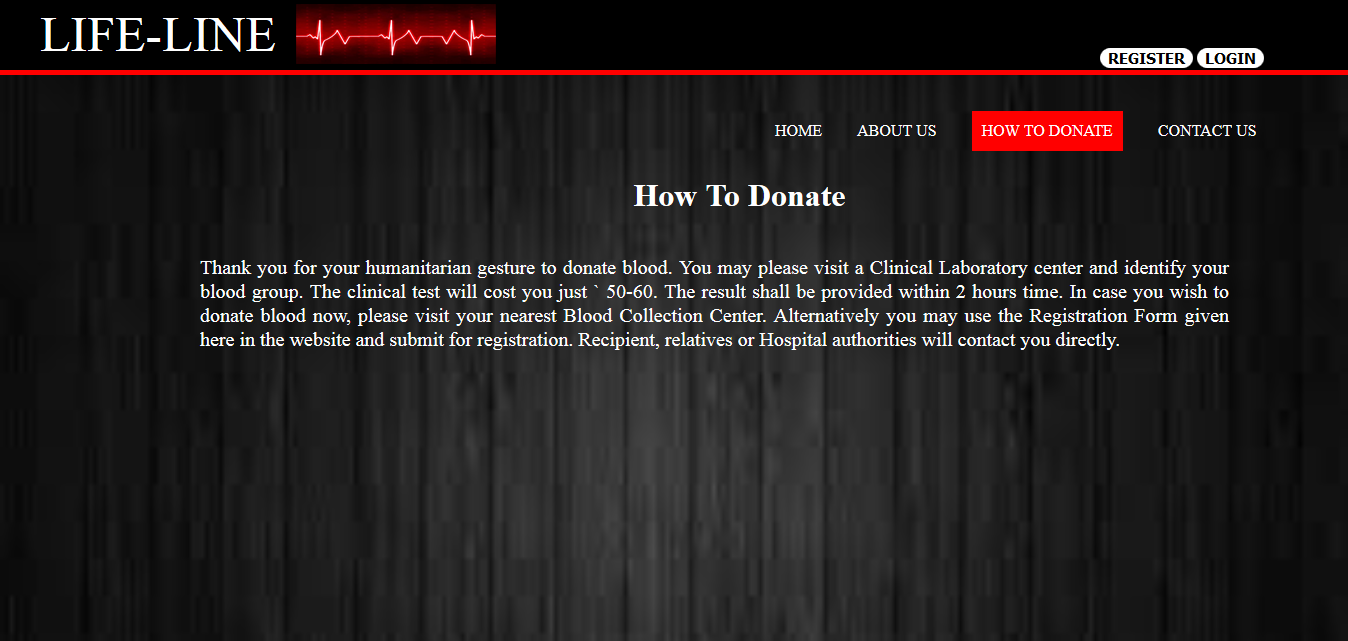 LIFE-LINE
REGISTER LOGIN
HOME ABOUT US HOW TO DONATE CONTACT US
How To Donate
Thank you for your humanitarian gesture to donate blood. You may please visit a Clinical Laboratory center and identify your
blood group. The clinical test will cost you just ` 50-60. The result shall be provided within 2 hours time. In case you wish to
donate blood now, please visit your nearest Blood Collection Center. Alternatively you may use the Registration Form given
here in the website and submit for registration. Recipient, relatives or Hospital authorities will contact you directly.